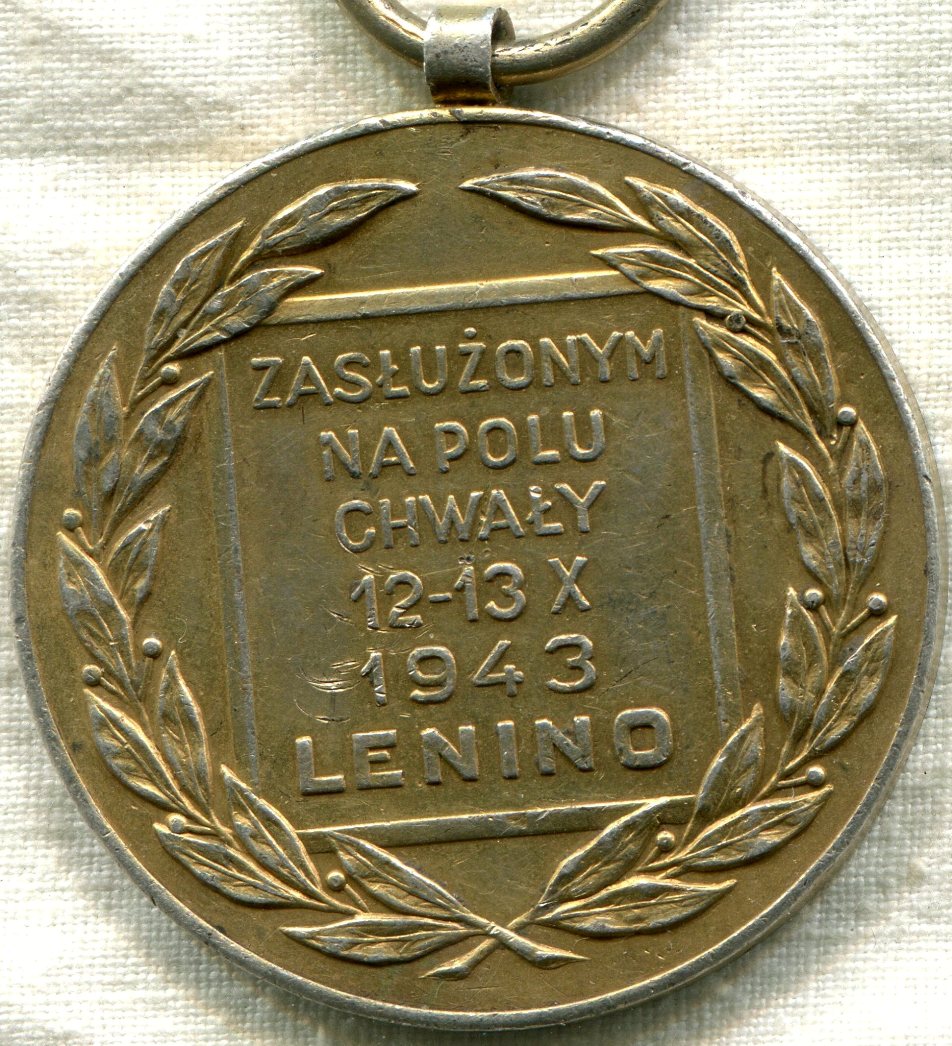 ZASŁUŻONYM
NA POLU
CHWAŁY
12-13 X
1943
LENINO